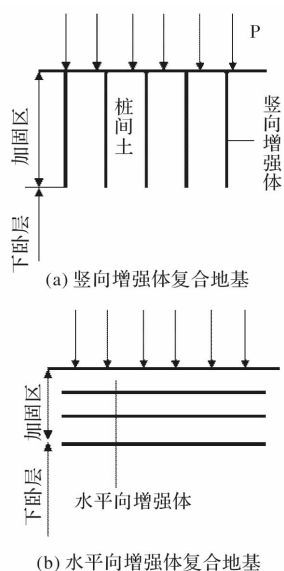 P
加固区
桩间土
竖向增强体
下卧层
(a) 竖向增强体复合地基
加固区
下卧层
水平向增强体
(b) 水平向增强体复合地基